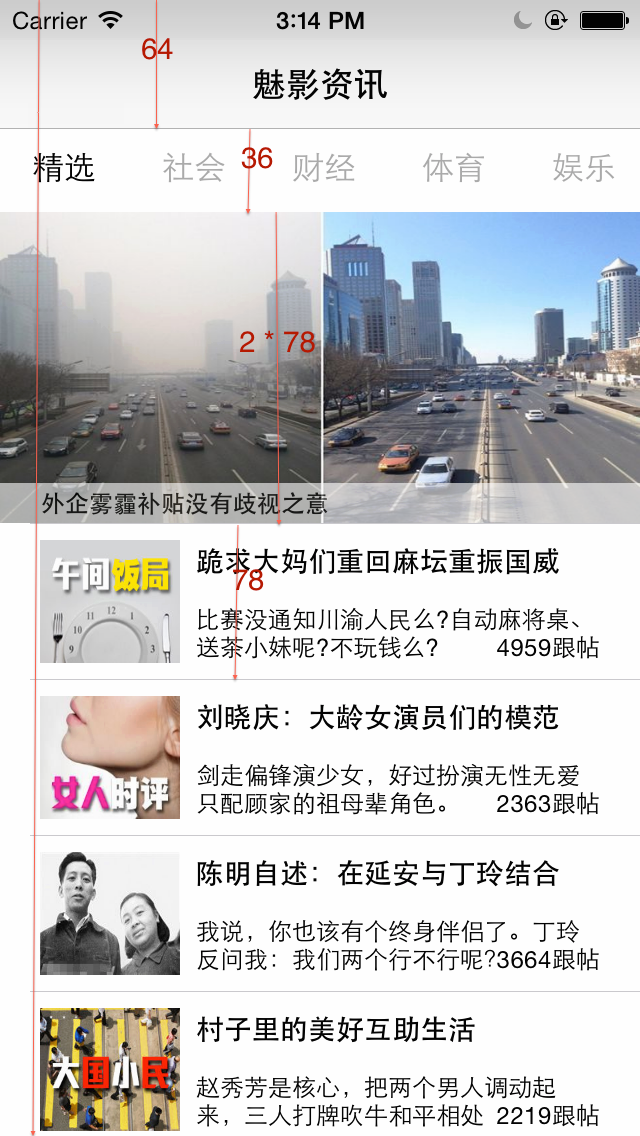 Carrier 3:14 PM
64
魅影资讯
精选 社会 36 财经 体育 娱乐
2 * 78
外企雾霾补贴没有歧视之意
午间饭局
12
11 1
10 2
9 3
跪求大妈们重回麻坛重振国威
78
比赛没通知川渝人民么?自动麻将桌、
送茶小妹呢?不玩钱么? 4959跟帖
女人时评
刘晓庆：大龄女演员们的模范
剑走偏锋演少女，好过扮演无性无爱
只配顾家的祖母辈角色。 2363跟帖
陈明自述：在延安与丁玲结合
我说，你也该有个终身伴侣了。丁玲
反问我：我们两个行不行呢?3664跟帖
大国小民
村子里的美好互助生活
赵秀芳是核心，把两个男人调动起
来，三人打牌吹牛和平相处 2219跟帖